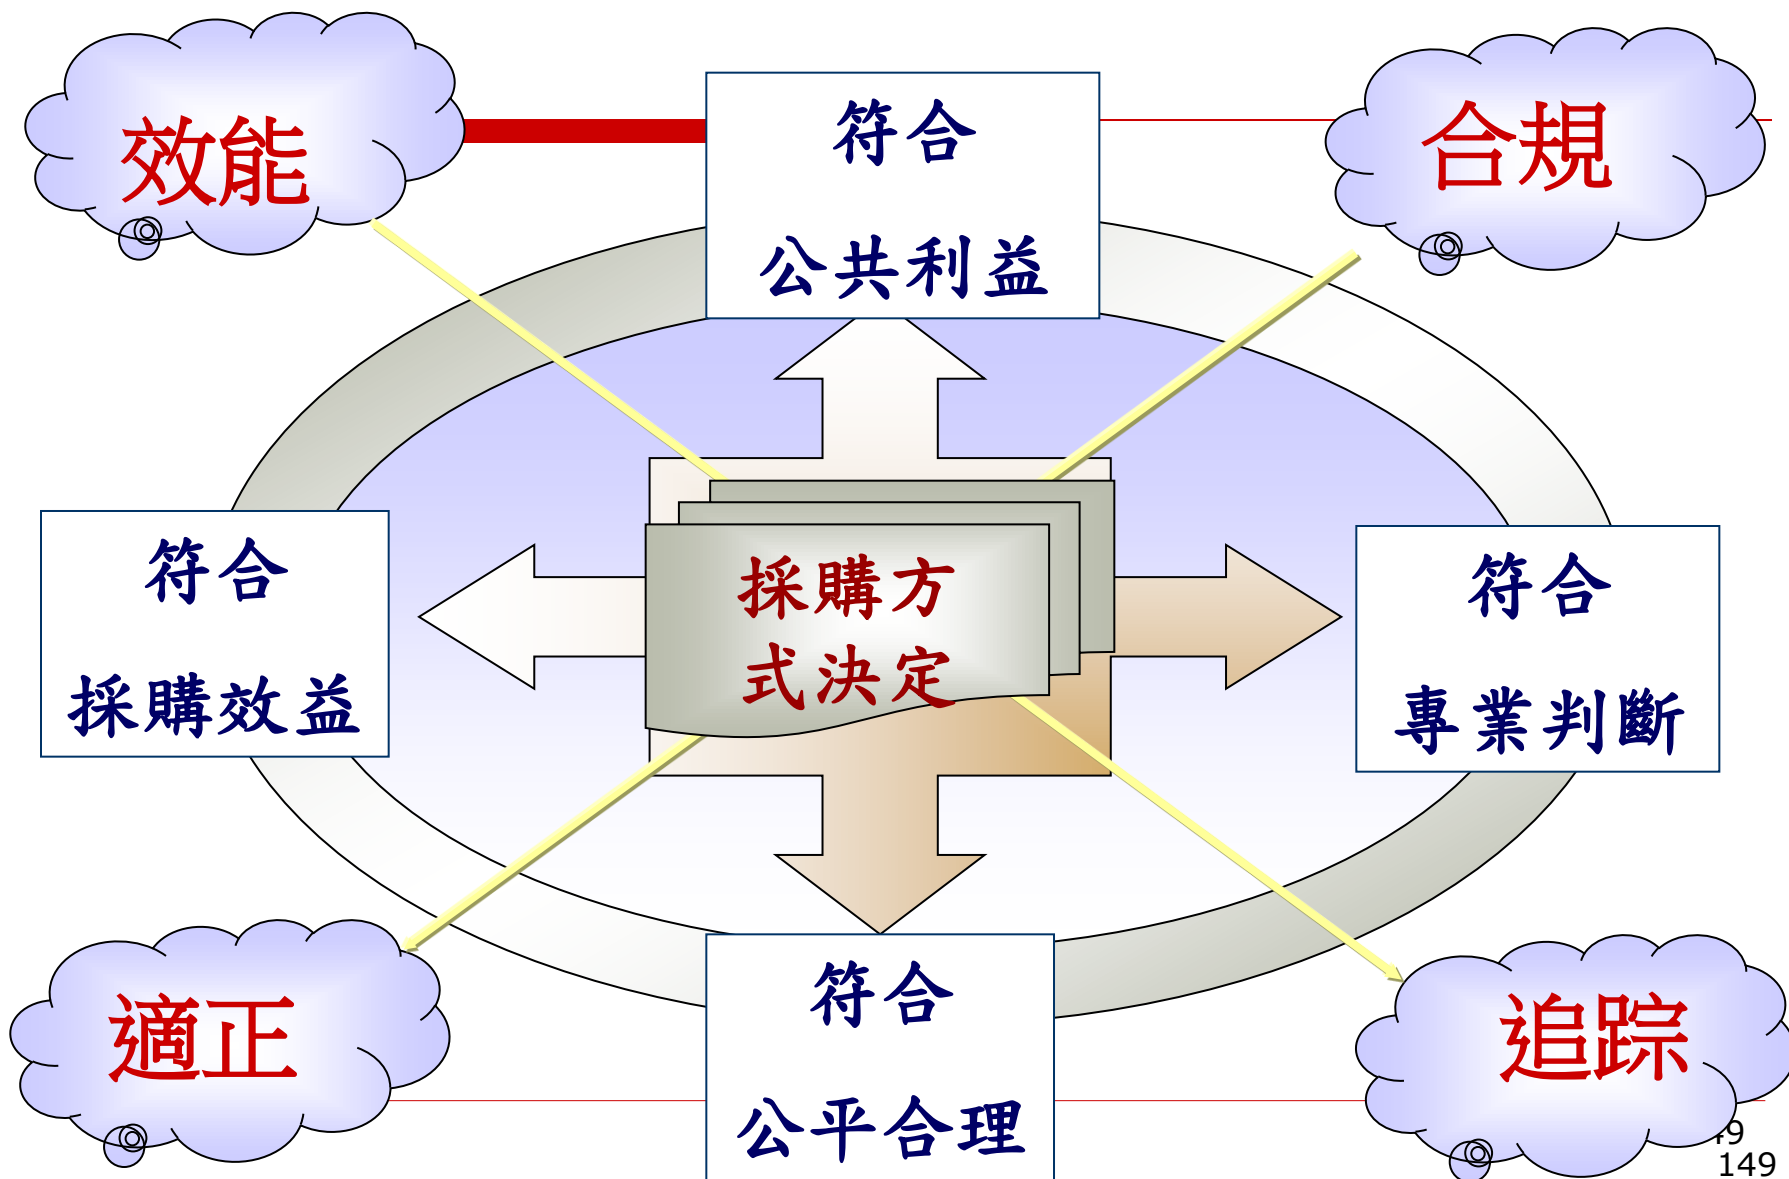 效能
符合
公共利益
合規
符合
採購效益
採購方
式決定
符合
專業判斷
適正
符合
公平合理
追踪
149